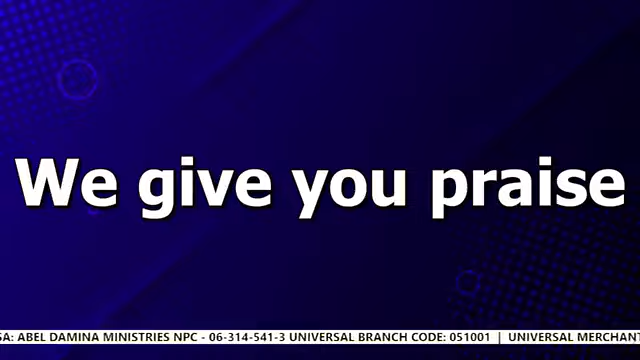 We give you praise
SA: ABEL DAMINA MINISTRIES NPC - 06-314-541-3 UNIVERSAL BRANCH CODE: 051001 | UNIVERSAL MERCHANT